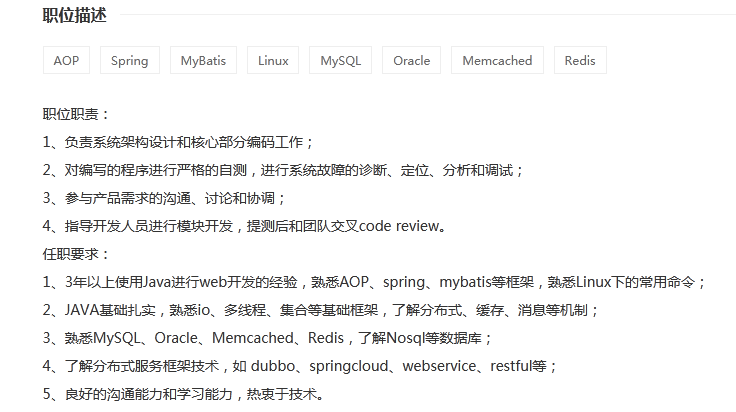 职位描述
AOP Spring MyBatis Linux MySQL Oracle Memcached Redis
职位职责：
1、负责系统架构设计和核心部分编码工作；
2、对编写的程序进行严格的自测，进行系统故障的诊断、定位、分析和调试；
3、参与产品需求的沟通、讨论和协调；
4、指导开发人员进行模块开发，提测后和团队交叉code review。
任职要求：
1、3年以上使用Java进行web开发的经验，熟悉AOP、spring、mybatis等框架，熟悉Linux下的常用命令；
2、JAVA基础扎实，熟悉io、多线程、集合等基础框架，了解分布式、缓存、消息等机制；
3、熟悉MySQL、Oracle、Memcached、Redis，了解Nosql等数据库；
4、了解分布式服务框架技术，如 dubbo、springcloud、webservice、restful等；
5、良好的沟通能力和学习能力，热衷于技术。